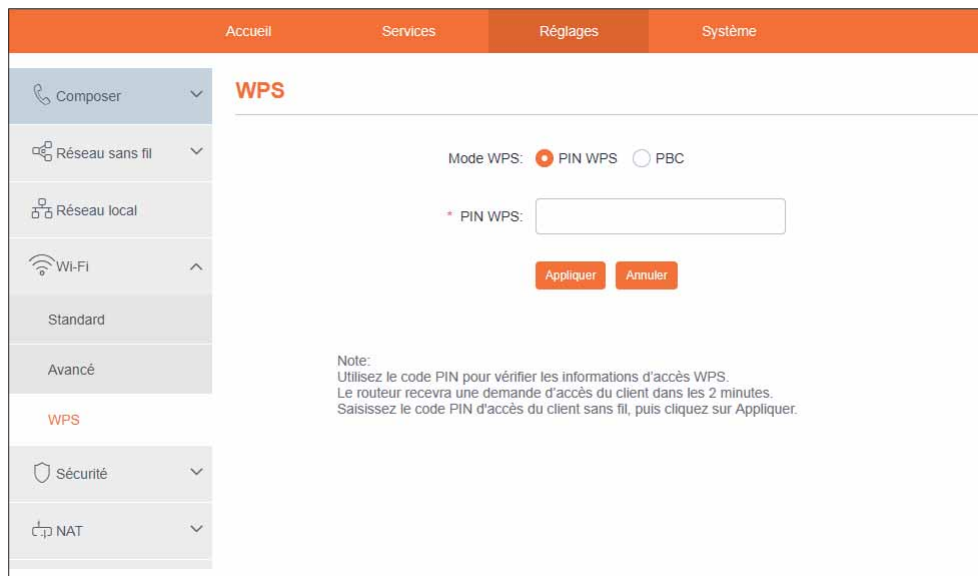 Accueil Services Réglages Système
Composer
Réseau sans fil
Réseau local
Wi-Fi
Standard
Avancé
WPS
Sécurité
NAT
WPS
Mode WPS: PIN WPS PBC
* PIN WPS:
Appliquer Annuler
Note:
Utilisez le code PIN pour vérifier les informations d'accès WPS.
Le routeur recevra une demande d'accès du client dans les 2 minutes.
Saisissez le code PIN d'accès du client sans fil, puis cliquez sur Appliquer.